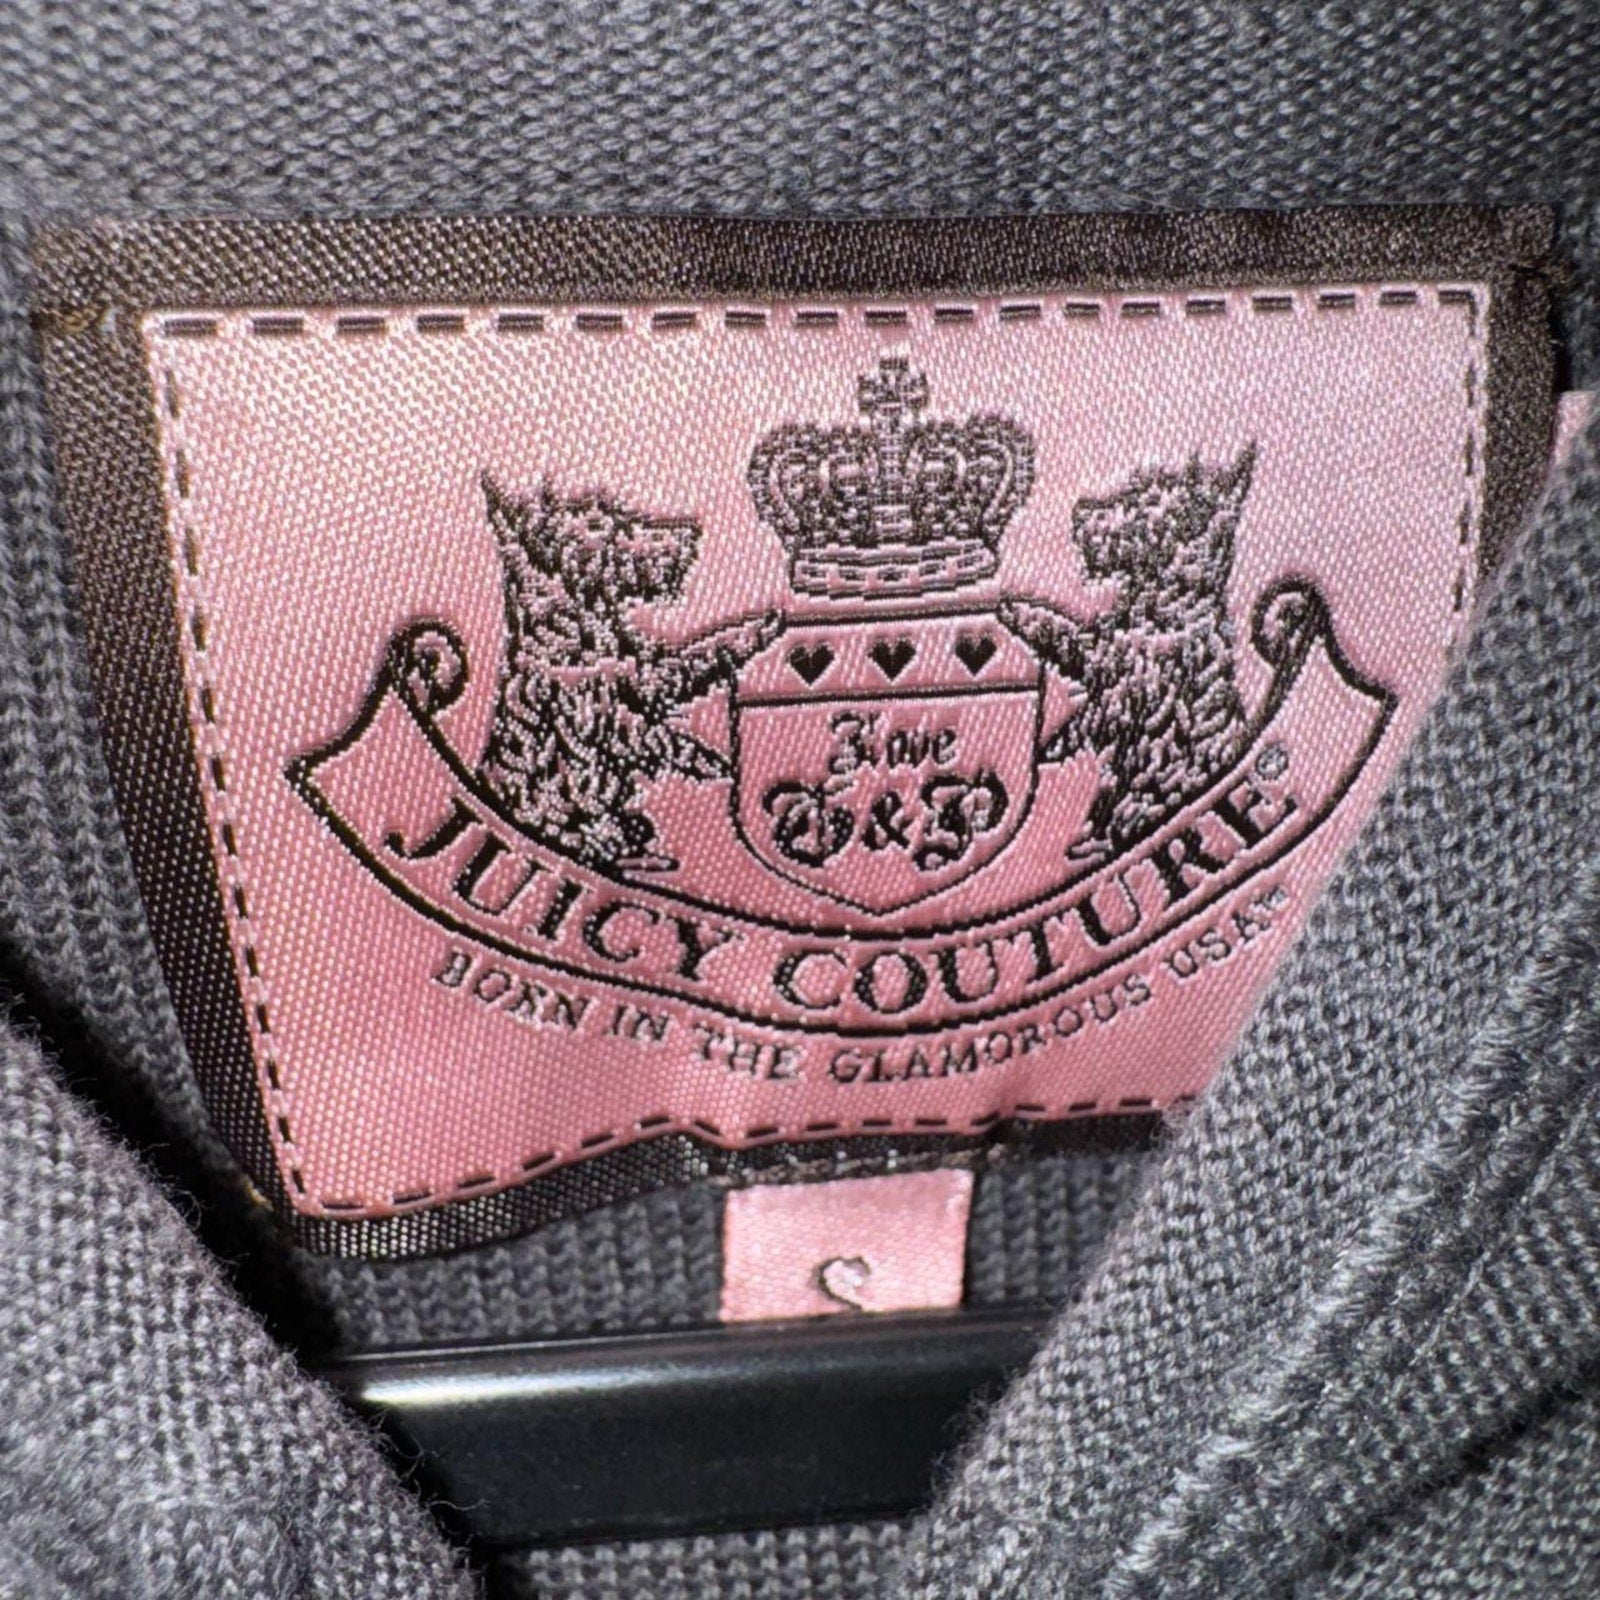 Love
G & P
JUICY COUTURE®
BORN IN THE GLAMOROUS USA™
S